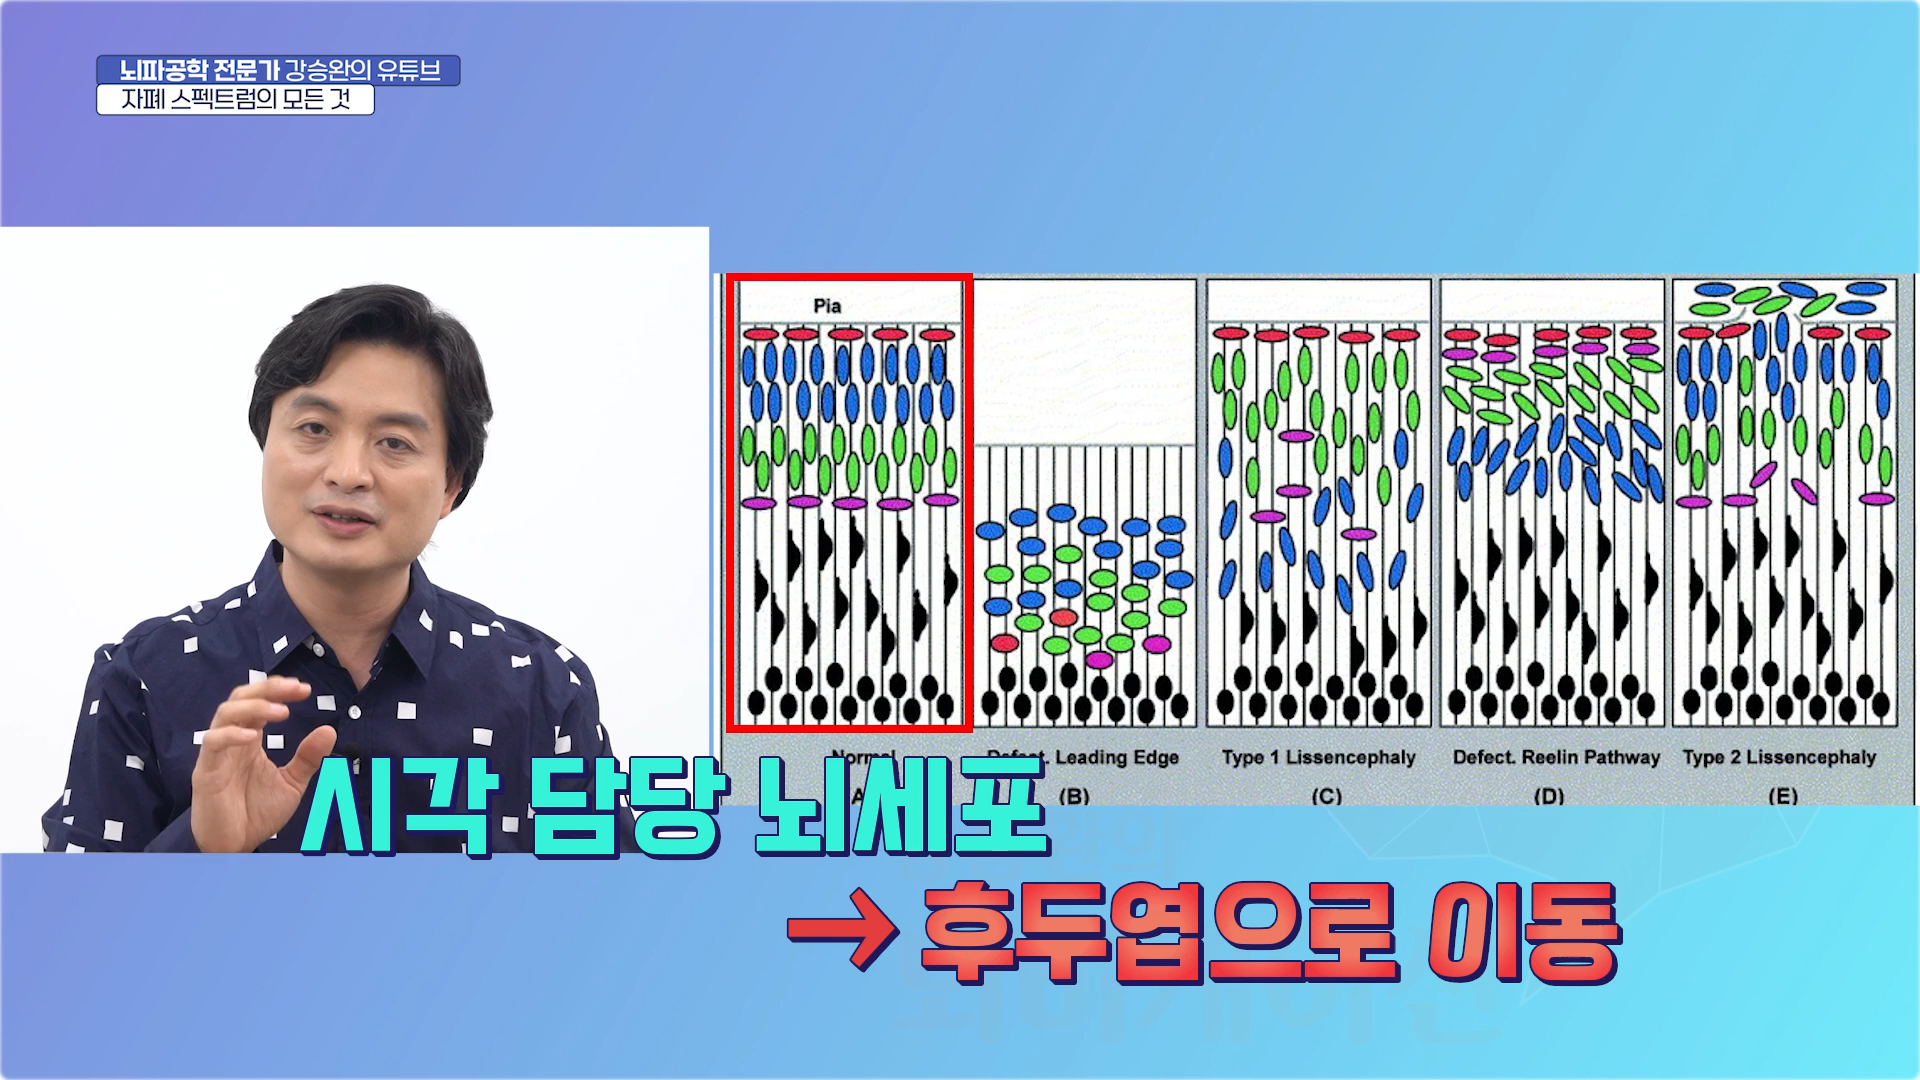 뇌파공학 전문가 강승완의 유튜브
자폐 스펙트럼의 모든 것
Pia
Normal
Defect. Leading Edge
Type 1 Lissencephaly
Defect. Reelin Pathway
Type 2 Lissencephaly
(B)
(C)
(D)
(E)
시각 담당 뇌세포
→ 후두엽으로 이동